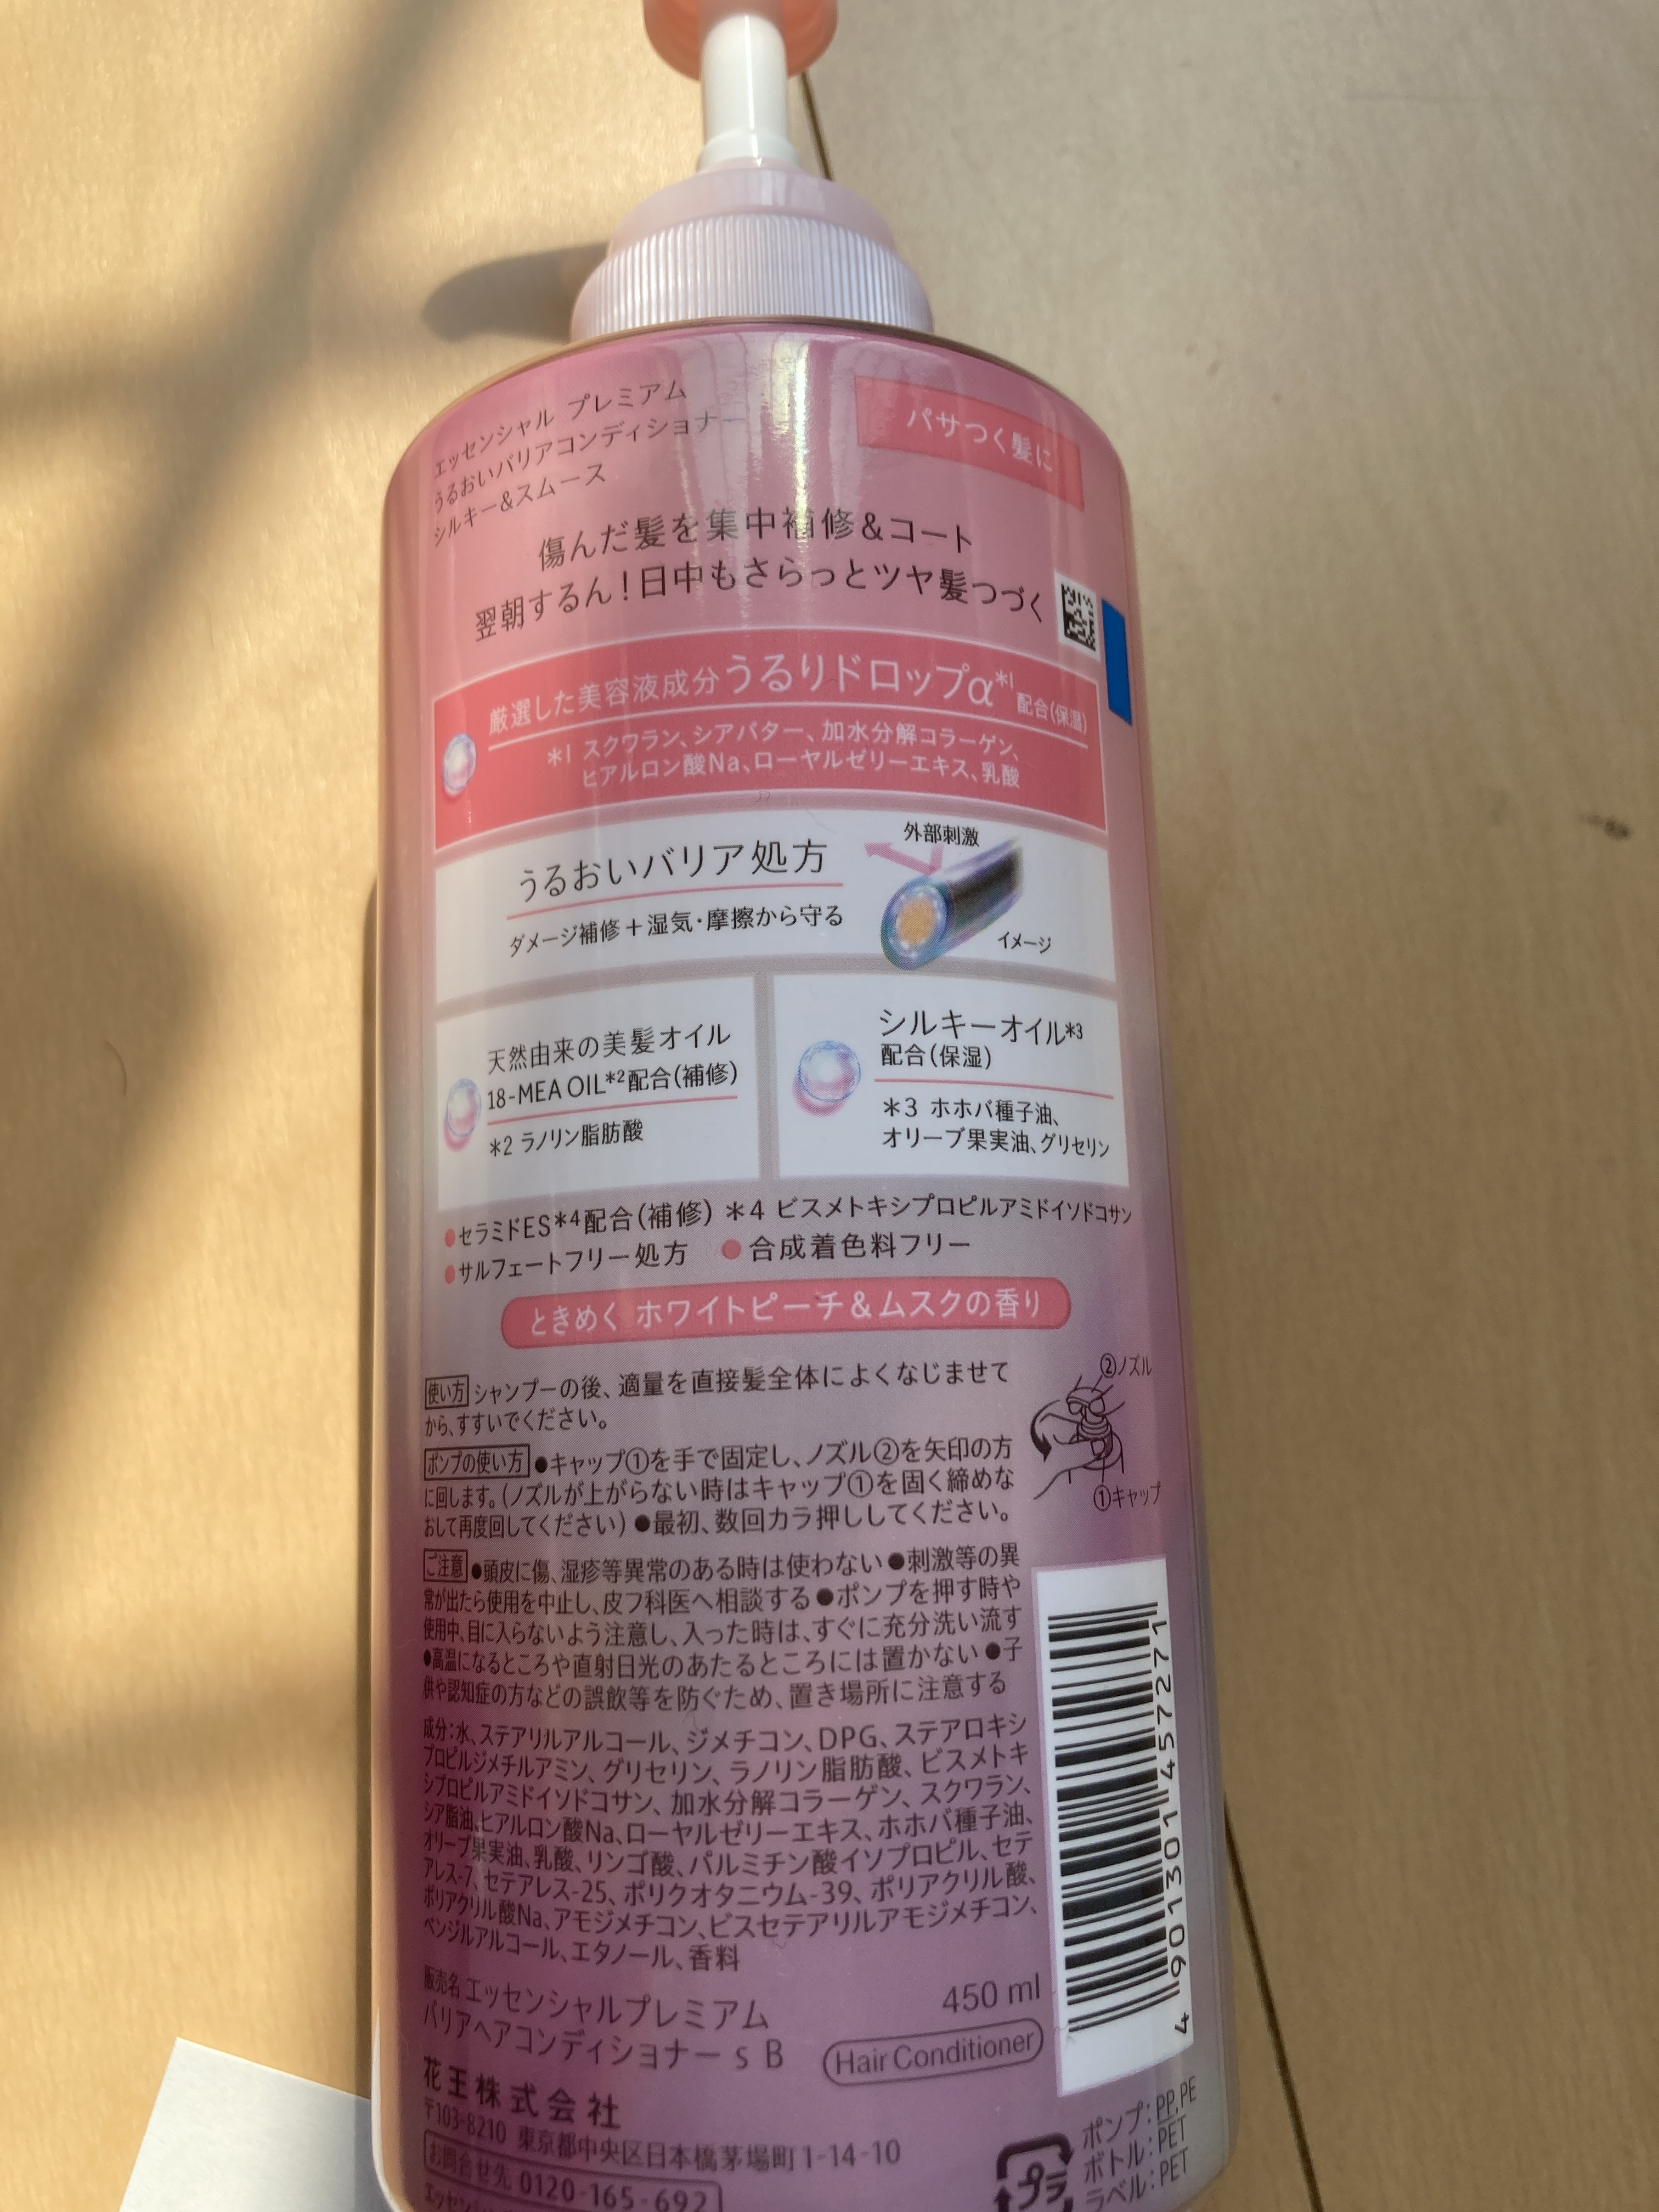 エッセンシャル プレミアム
うるおいバリアコンディショナー
シルキー&スムース
パサつく髪に
傷んだ髪を集中補修&コート
翌朝するん!日中もさらっとツヤ髪つづく
厳選した美容液成分うるりドロップα*1配合(保湿)
*1 スクワラン、シアバター、加水分解コラーゲン、
ヒアルロン酸Na、ローヤルゼリーエキス、乳酸
うるおいバリア処方
ダメージ補修+湿気・摩擦から守る
外部刺激
イメージ
天然由来の美髪オイル
18-MEA OIL*2配合(補修)
*2 ラノリン脂肪酸
シルキーオイル*3
配合(保湿)
*3 ホホバ種子油、
オリーブ果実油、グリセリン
●セラミドES*4配合(補修) *4 ビスメトキシプロピルアミドイソドコサン
●サルフェートフリー処方 ●合成着色料フリー
ときめく ホワイトピーチ&ムスクの香り
使い方 シャンプーの後、適量を直接髪全体によくなじませて
から、すすいでください。
ポンプの使い方 ●キャップ①を手で固定し、ノズル②を矢印の方
に回します。(ノズルが上がらない時はキャップ①を固く締めな
おして再度回してください) ●最初、数回カラ押ししてください。
②ノズル
①キャップ
ご注意 ●頭皮に傷、湿疹等異常のある時は使わない ●刺激等の異
常が出たら使用を中止し、皮フ科医へ相談する ●ポンプを押す時や
使用中、目に入らないよう注意し、入った時は、すぐに充分洗い流す
●高温になるところや直射日光のあたるところには置かない ●子
供や認知症の方などの誤飲等を防ぐため、置き場所に注意する
成分:水、ステアリルアルコール、ジメチコン、DPG、ステアロキシ
プロピルジメチルアミン、グリセリン、ラノリン脂肪酸、ビスメトキ
シプロピルアミドイソドコサン、加水分解コラーゲン、スクワラン、
シア脂油、ヒアルロン酸Na、ローヤルゼリーエキス、ホホバ種子油、
オリーブ果実油、乳酸、リンゴ酸、パルミチン酸イソプロピル、セテ
アレス-7、セテアレス-25、ポリクオタニウム-39、ポリアクリル酸、
ポリアクリル酸Na、アモジメチコン、ビスセテアリルアモジメチコン、
ベンジルアルコール、エタノール、香料
4 901301 457271
販売名 エッセンシャルプレミアム
バリアヘアコンディショナー s B
450 ml
Hair Conditioner
花王株式会社
〒103-8210 東京都中央区日本橋茅場町1-14-10
お問合せ先 0120-165-692
プラ
ポンプ:PP,PE
ボトル:PET
ラベル:PET